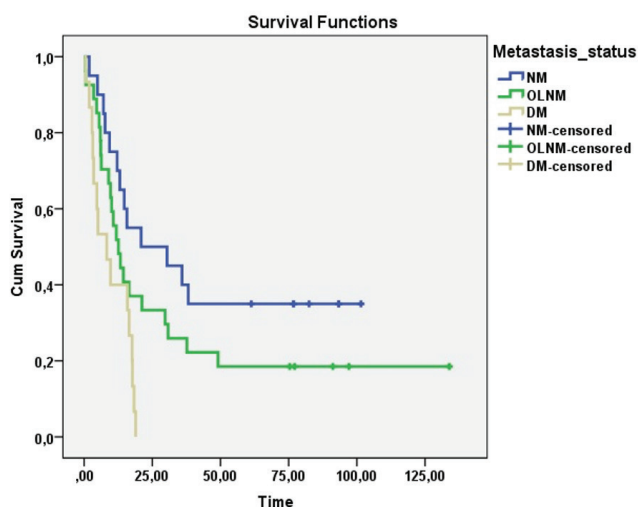 Survival Functions
Metastasis_status
NM
OLNM
DM
NM-censored
OLNM-censored
DM-censored
Cum Survival
1,0
0,8
0,6
0,4
0,2
0,0
,00 25,00 50,00 75,00 100,00 125,00
Time